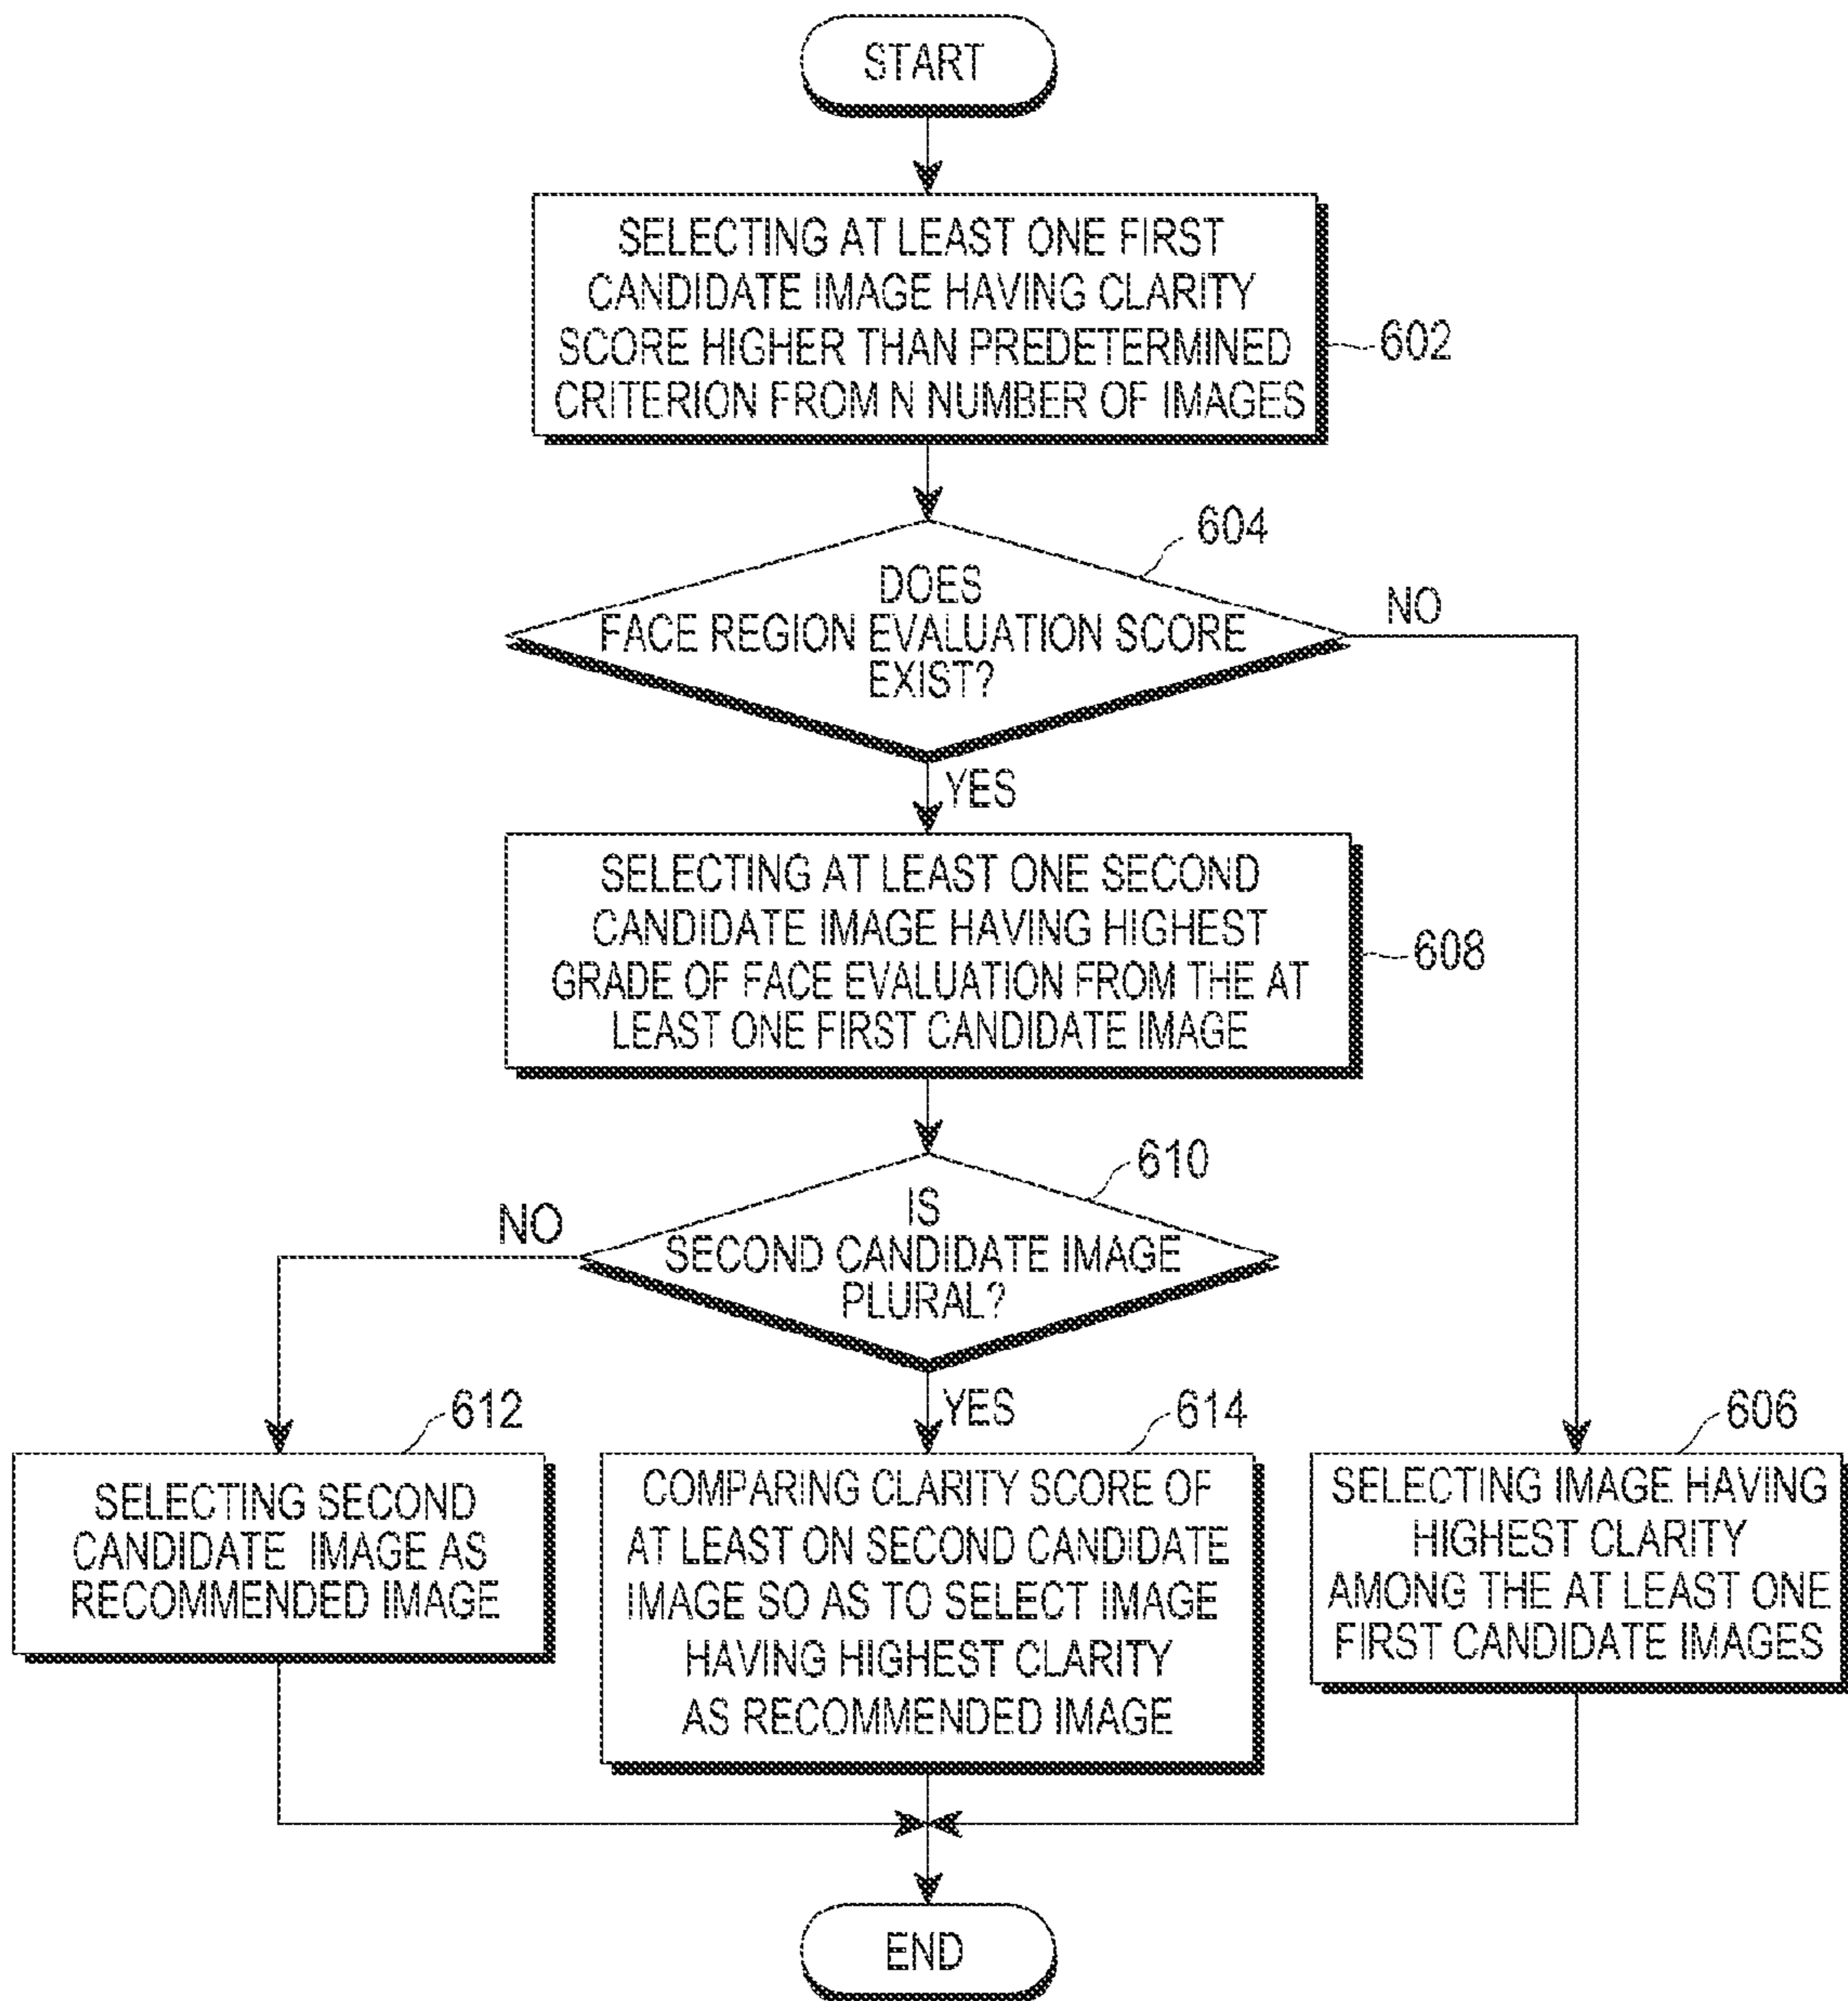 START
SELECTING AT LEAST ONE FIRST
CANDIDATE IMAGE HAVING CLARITY
SCORE HIGHER THAN PREDETERMINED
CRITERION FROM N NUMBER OF IMAGES
602
604
DOES
FACE REGION EVALUATION SCORE
EXIST?
NO
YES
SELECTING AT LEAST ONE SECOND
CANDIDATE IMAGE HAVING HIGHEST
GRADE OF FACE EVALUATION FROM THE AT
LEAST ONE FIRST CANDIDATE IMAGE
608
610
IS
SECOND CANDIDATE IMAGE
PLURAL?
NO
YES
612
SELECTING SECOND
CANDIDATE IMAGE AS
RECOMMENDED IMAGE
614
COMPARING CLARITY SCORE OF
AT LEAST ON SECOND CANDIDATE
IMAGE SO AS TO SELECT IMAGE
HAVING HIGHEST CLARITY
AS RECOMMENDED IMAGE
606
SELECTING IMAGE HAVING
HIGHEST CLARITY
AMONG THE AT LEAST ONE
FIRST CANDIDATE IMAGES
END